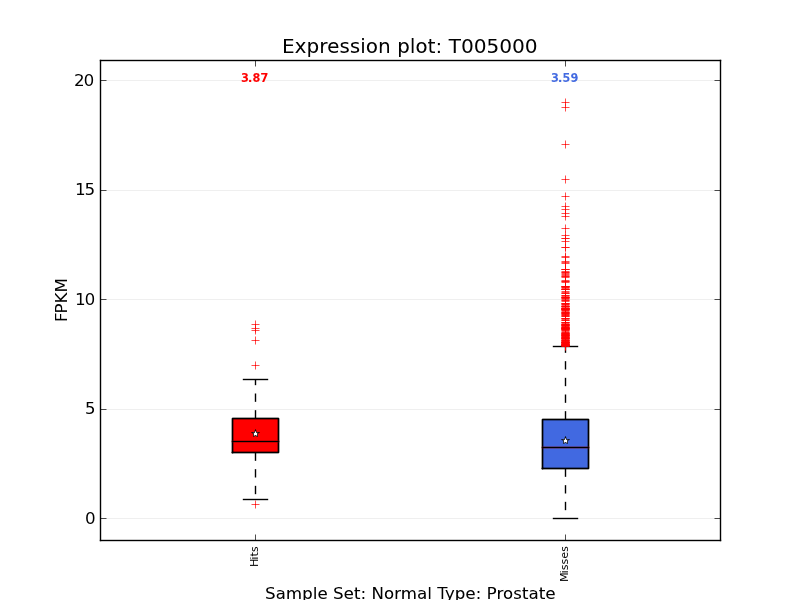 Expression plot: T005000
3.87
3.59
20
15
10
5
0
FPKM
Hits
Misses
Sample Set: Normal Type: Prostate